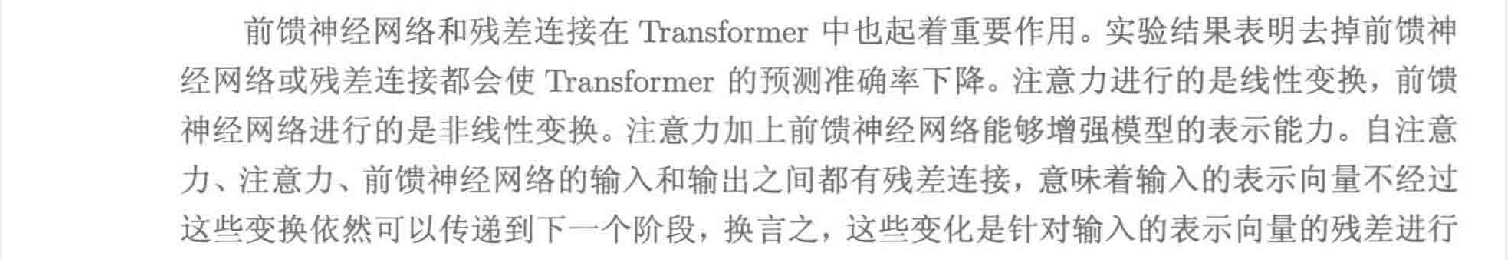 前馈神经网络和残差连接在 Transformer 中也起着重要作用。实验结果表明去掉前馈神
经网络或残差连接都会使 Transformer 的预测准确率下降。注意力进行的是线性变换，前馈
神经网络进行的是非线性变换。注意力加上前馈神经网络能够增强模型的表示能力。自注意
力、注意力、前馈神经网络的输入和输出之间都有残差连接，意味着输入的表示向量不经过
这些变换依然可以传递到下一个阶段，换言之，这些变化是针对输入的表示向量的残差进行